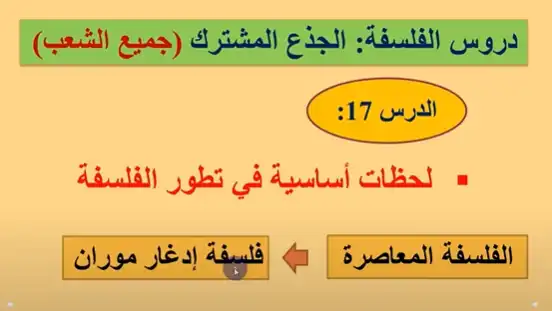 دروس الفلسفة: الجذع المشترك (جميع الشعب)
الدرس 17:
▪ لحظات أساسية في تطور الفلسفة
الفلسفة المعاصرة
فلسفة إدغار موران